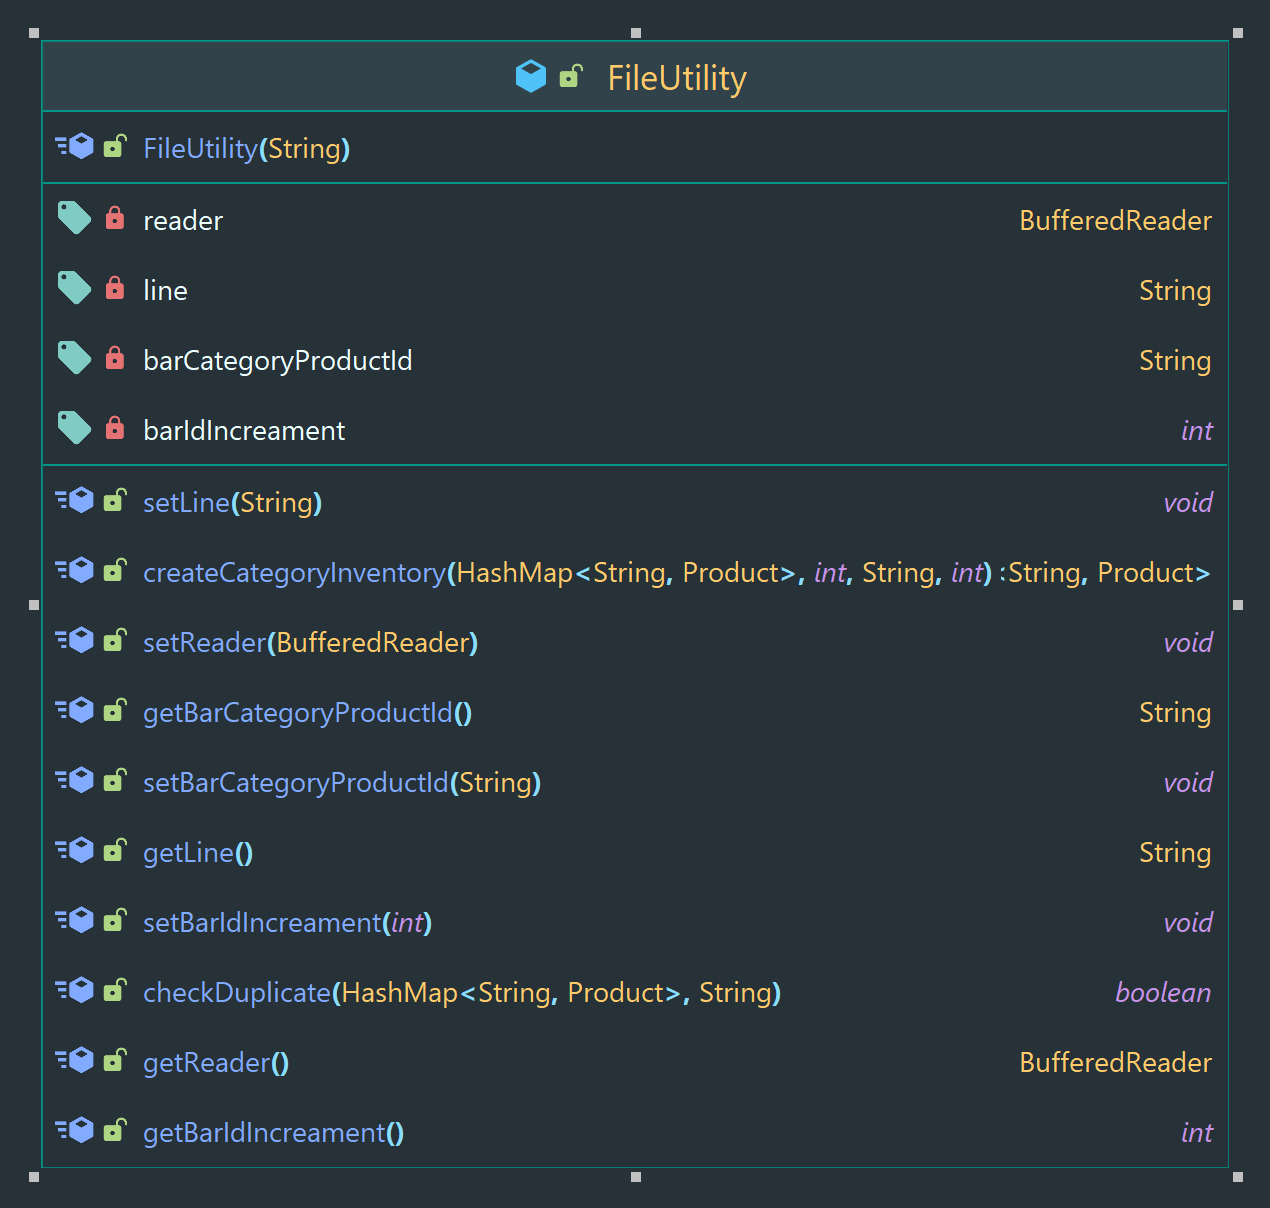 FileUtility
FileUtility(String)
reader BufferedReader
line String
barCategoryProductId String
barIdIncreament int
setLine(String) void
createCategoryInventory(HashMap<String, Product>, int, String, int) <String, Product>
setReader(BufferedReader) void
getBarCategoryProductId() String
setBarCategoryProductId(String) void
getLine() String
setBarIdIncreament(int) void
checkDuplicate(HashMap<String, Product>, String) boolean
getReader() BufferedReader
getBarIdIncreament() int